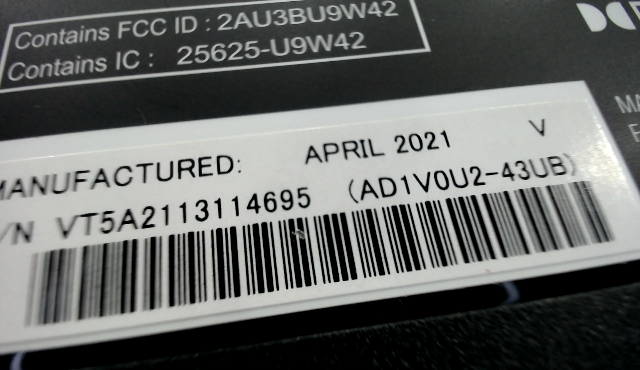 Contains FCC ID : 2AU3BU9W42
Contains IC : 25625-U9W42
MANUFACTURED: APRIL 2021 V
/N VT5A2113114695 (AD1V0U2-43UB)